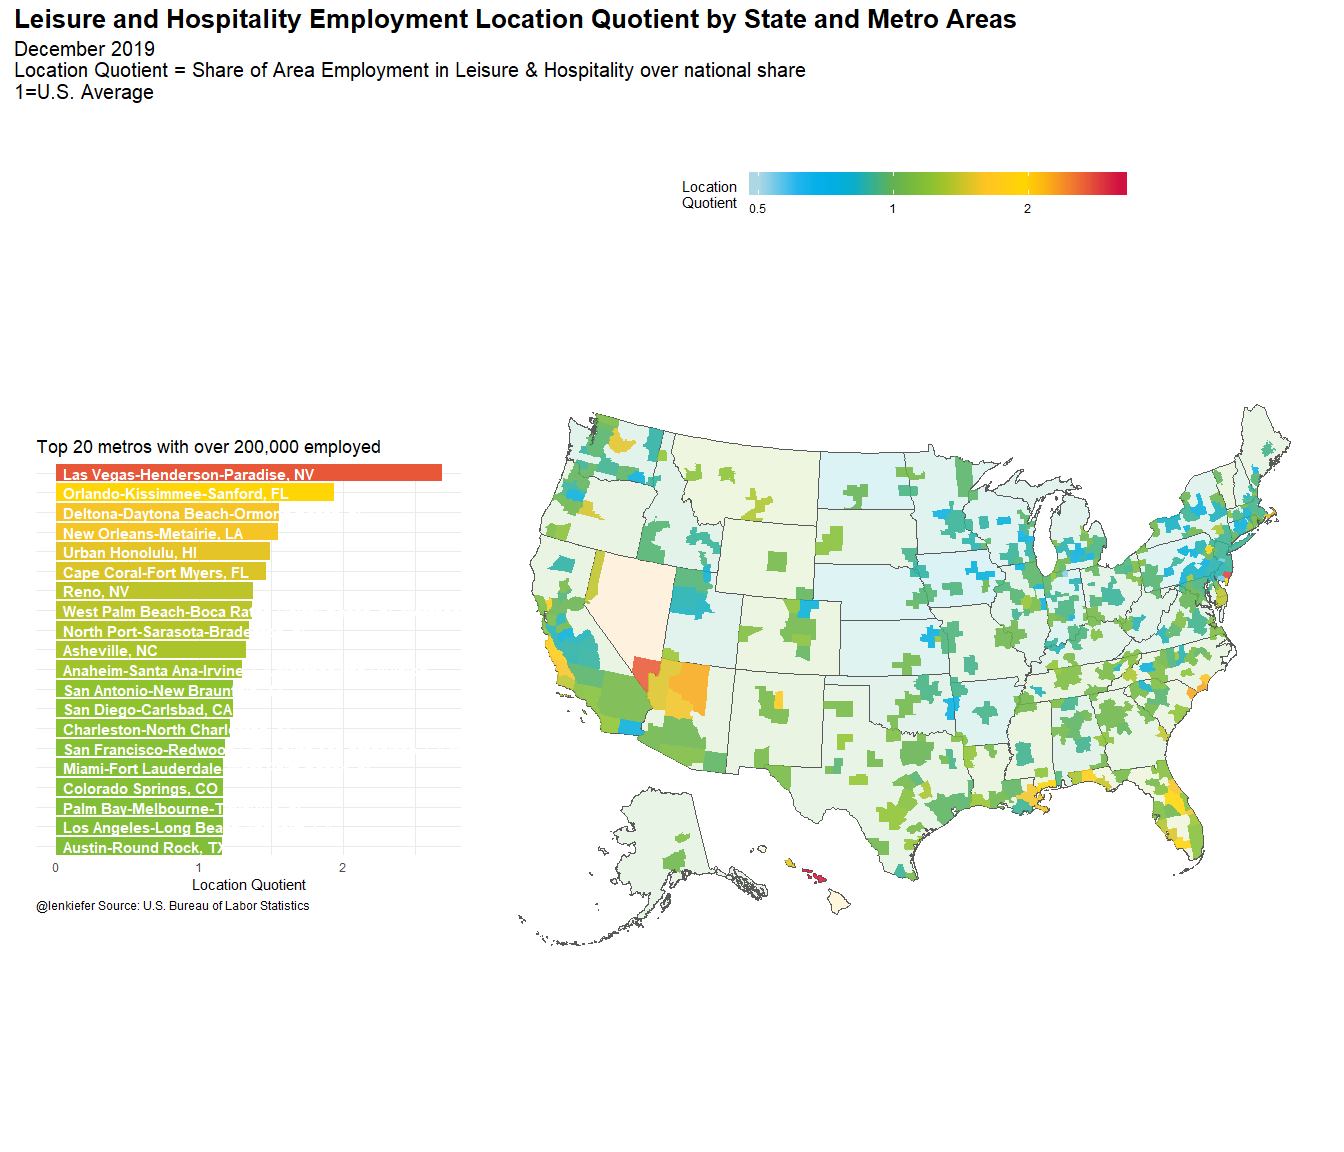 Leisure and Hospitality Employment Location Quotient by State and Metro Areas
December 2019
Location Quotient = Share of Area Employment in Leisure & Hospitality over national share
1=U.S. Average
Location
Quotient
0.5 1 2
Top 20 metros with over 200,000 employed
Las Vegas-Henderson-Paradise, NV
Orlando-Kissimmee-Sanford, FL
Deltona-Daytona Beach-Ormon
New Orleans-Metairie, LA
Urban Honolulu, HI
Cape Coral-Fort Myers, FL
Reno, NV
West Palm Beach-Boca Rat
North Port-Sarasota-Brade
Asheville, NC
Anaheim-Santa Ana-Irvine
San Antonio-New Braunf
San Diego-Carlsbad, CA
Charleston-North Charl
San Francisco-Redwoo
Miami-Fort Lauderdale
Colorado Springs, CO
Palm Bay-Melbourne-T
Los Angeles-Long Bea
Austin-Round Rock, TX
0 1 2
Location Quotient
@lenkiefer Source: U.S. Bureau of Labor Statistics